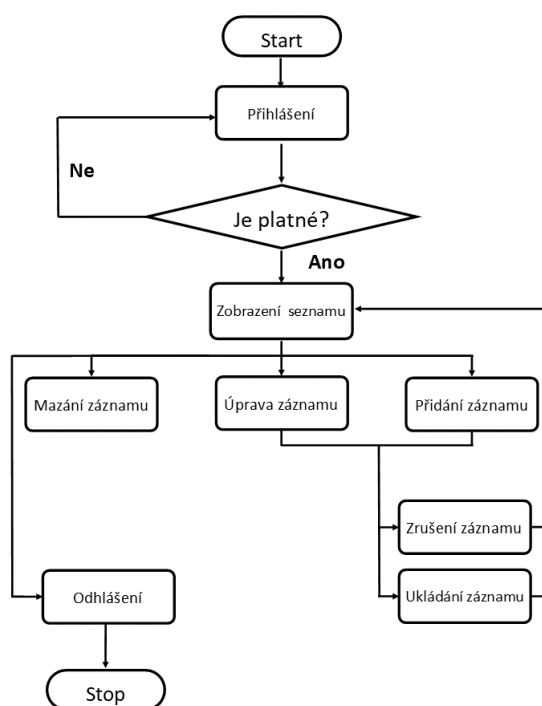 Start
Přihlášení
Ne
Je platné?
Ano
Zobrazení seznamu
Mazání záznamu
Úprava záznamu
Přidání záznamu
Zrušení záznamu
Ukládání záznamu
Odhlášení
Stop